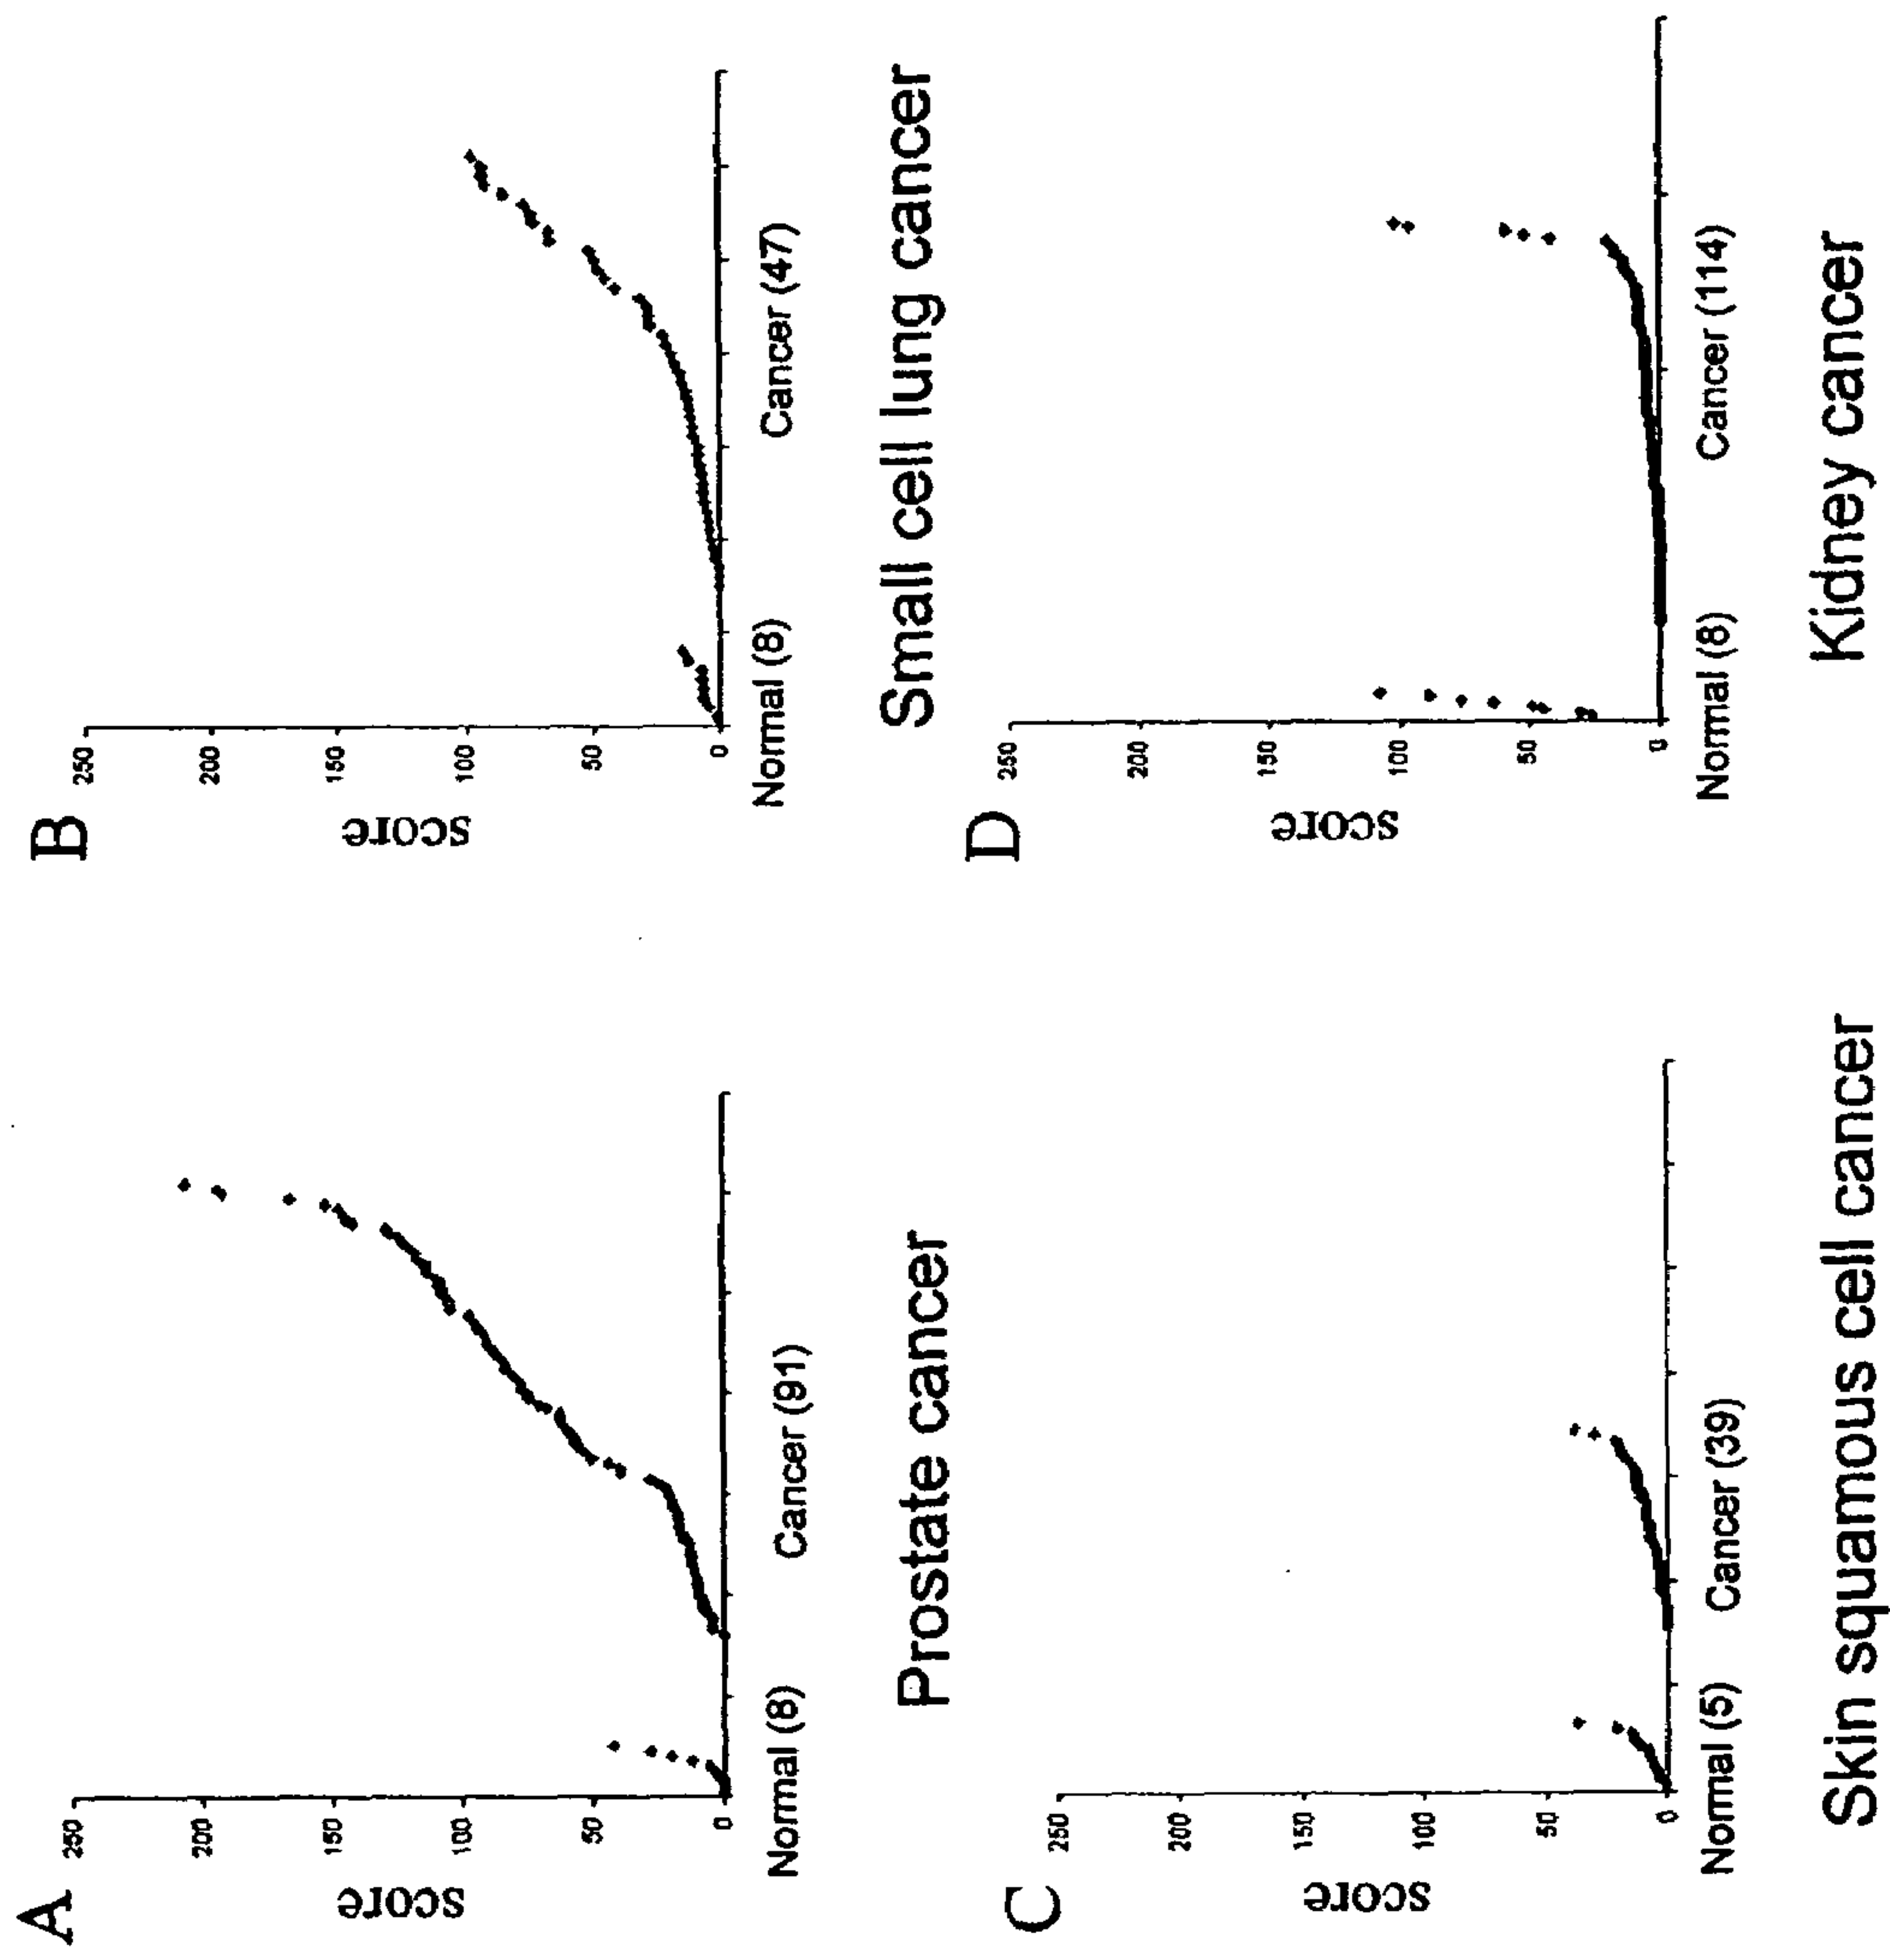 A
score
250
200
150
100
50
0
Normal (8)
Cancer (91)
Prostate cancer
B
score
250
200
150
100
50
0
Normal (8)
Cancer (47)
Small cell lung cancer
C
score
250
200
150
100
50
0
Normal (5)
Cancer (39)
Skin squamous cell cancer
D
score
250
200
150
100
50
0
Normal (8)
Cancer (114)
Kidney cancer